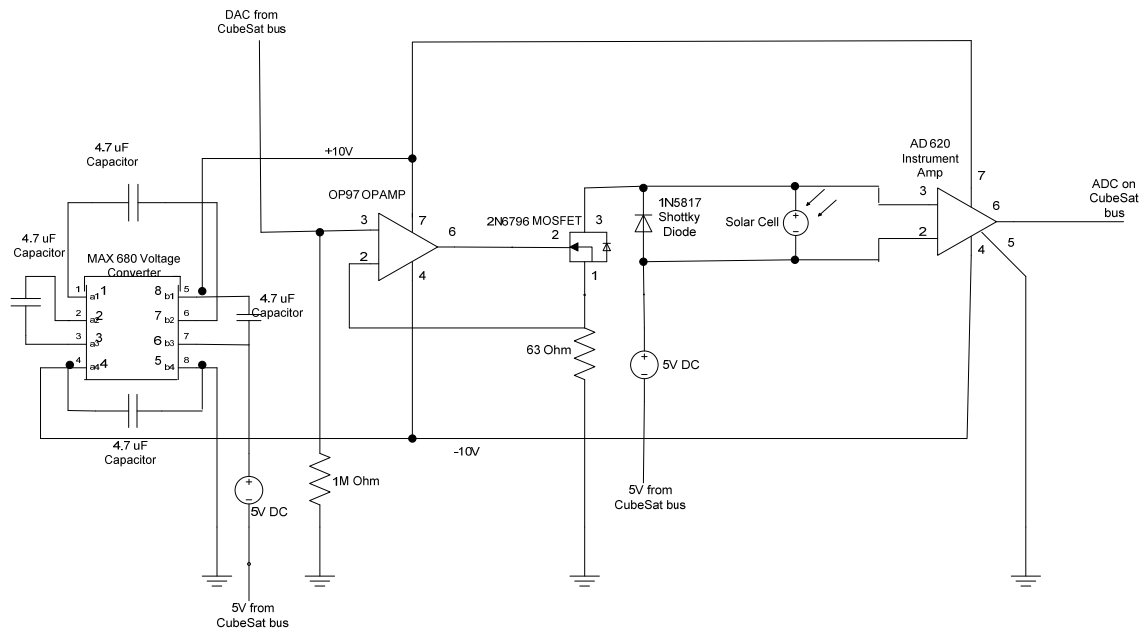 DAC from
CubeSat bus
4.7 uF
Capacitor
+10V
OP97 OPAMP
3
7
6
2
4
2N6796 MOSFET
3
2
1
1N5817
Shottky
Diode
Solar Cell
AD 620
Instrument
Amp
7
3
6
2
5
4
ADC on
CubeSat
bus
4.7 uF
Capacitor
MAX 680 Voltage
Converter
1 a1 1 8 b1 5
2 a2 2 7 b2 6
3 a3 3 6 b3 7
4 a4 4 5 b4 8
4.7 uF
Capacitor
63 Ohm
+
−
5V DC
4.7 uF
Capacitor
-10V
1M Ohm
+
−
5V DC
5V from
CubeSat bus
5V from
CubeSat bus
+
−